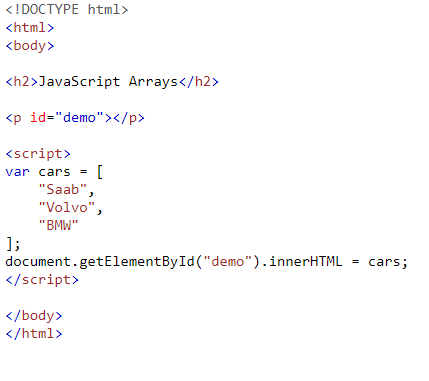 <!DOCTYPE html>
<html>
<body>
<h2>JavaScript Arrays</h2>
<p id="demo"></p>
<script>
var cars = [
    "Saab",
    "Volvo",
    "BMW"
];
document.getElementById("demo").innerHTML = cars;
</script>
</body>
</html>